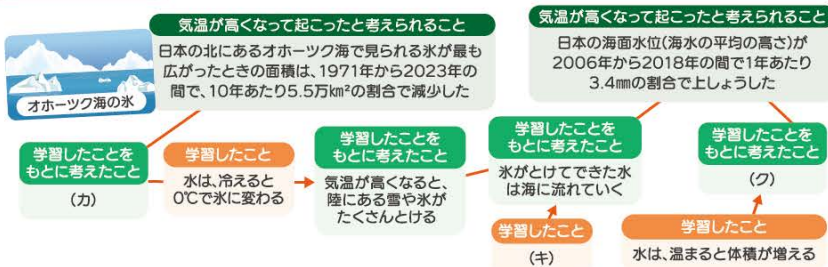 気温が高くなって起こったと考えられること
日本の北にあるオホーツク海で見られる氷が最も
広がったときの面積は、1971年から2023年の
間で、10年あたり5.5万km²の割合で減少した
オホーツク海の氷
気温が高くなって起こったと考えられること
日本の海面水位(海水の平均の高さ)が
2006年から2018年の間で1年あたり
3.4mmの割合で上しょうした
学習したことを
もとに考えたこと
(カ)
学習したこと
水は、冷えると
0℃で氷に変わる
学習したことを
もとに考えたこと
気温が高くなると、
陸にある雪や氷が
たくさんとける
学習したことを
もとに考えたこと
氷がとけてできた水
は海に流れていく
学習したこと
(キ)
学習したことを
もとに考えたこと
(ク)
学習したこと
水は、温まると体積が増える